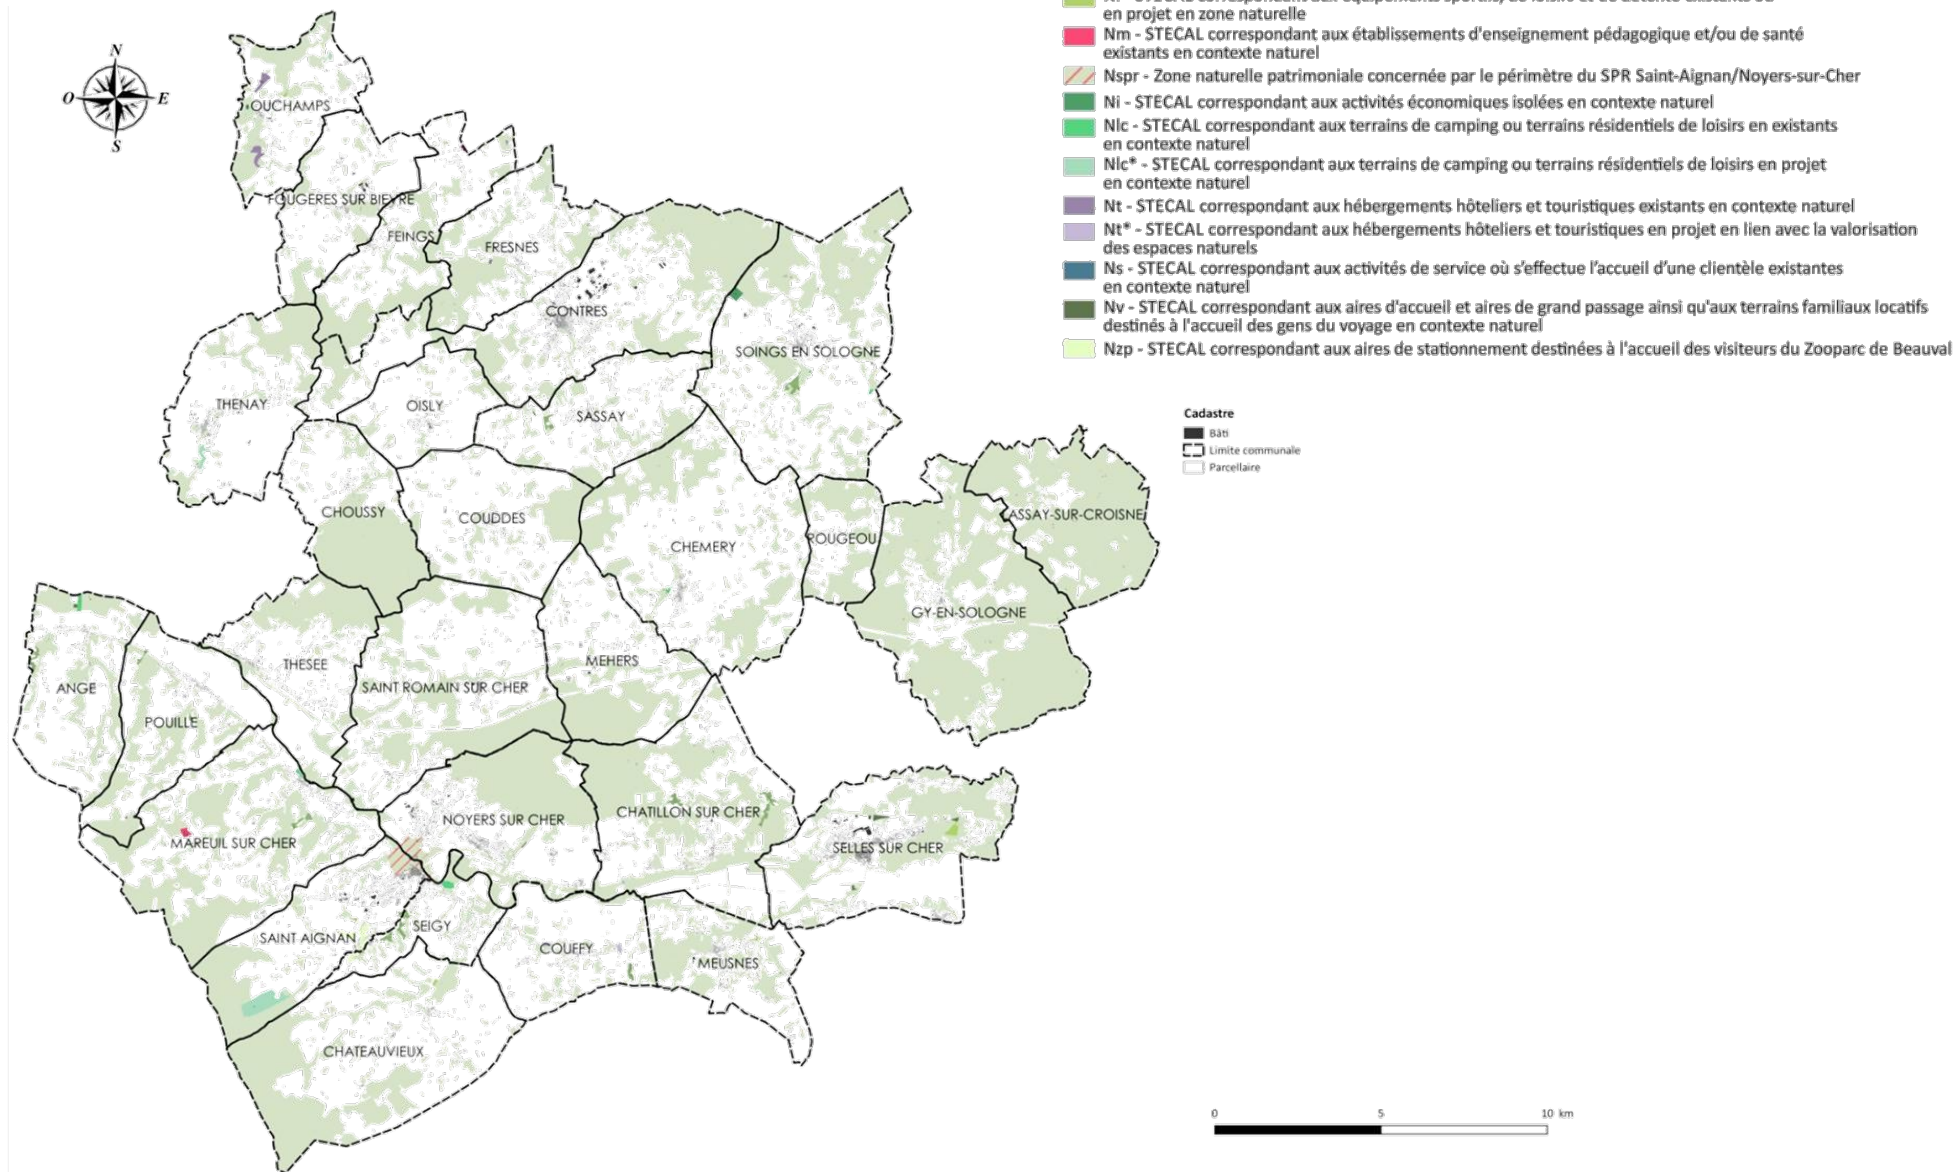 en projet en zone naturelle
Nm - STECAL correspondant aux établissements d'enseignement pédagogique et/ou de santé
existants en contexte naturel
Nspr - Zone naturelle patrimoniale concernée par le périmètre du SPR Saint-Aignan/Noyers-sur-Cher
Ni - STECAL correspondant aux activités économiques isolées en contexte naturel
Nlc - STECAL correspondant aux terrains de camping ou terrains résidentiels de loisirs en existants
en contexte naturel
Nlc* - STECAL correspondant aux terrains de camping ou terrains résidentiels de loisirs en projet
en contexte naturel
Nt - STECAL correspondant aux hébergements hôteliers et touristiques existants en contexte naturel
Nt* - STECAL correspondant aux hébergements hôteliers et touristiques en projet en lien avec la valorisation
des espaces naturels
Ns - STECAL correspondant aux activités de service où s'effectue l'accueil d'une clientèle existantes
en contexte naturel
Nv - STECAL correspondant aux aires d'accueil et aires de grand passage ainsi qu'aux terrains familiaux locatifs
destinés à l'accueil des gens du voyage en contexte naturel
Nzp - STECAL correspondant aux aires de stationnement destinées à l'accueil des visiteurs du Zooparc de Beauval
Cadastre
Bâti
Limite communale
Parcellaire
N
O
E
S
OUCHAMPS
FOUGERES SUR BIEVRE
FEINGS
FRESNES
CONTRES
SOINGS EN SOLOGNE
THENAY
OISLY
SASSAY
CHOUSSY
COUDDES
CHEMERY
ROUGEOU
LASSAY-SUR-CROISNE
GY-EN-SOLOGNE
ANGE
POUILLE
THESEE
SAINT ROMAIN SUR CHER
MEHERS
MAREUIL SUR CHER
NOYERS SUR CHER
CHATILLON SUR CHER
SELLES SUR CHER
SAINT AIGNAN
SEIGY
COUFFY
MEUSNES
CHATEAUVIEUX
0
5
10 km